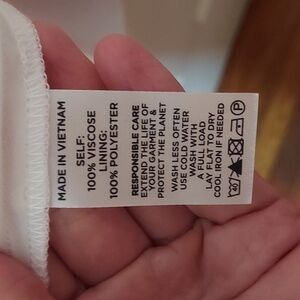 MADE IN VIETNAM
SELF:
100% VISCOSE
LINING:
100% POLYESTER
RESPONSIBLE CARE
EXTEND THE LIFE OF
YOUR GARMENT &
PROTECT THE PLANET
WASH LESS OFTEN
USE COLD WATER
WASH WITH
A FULL LOAD
LAY FLAT TO DRY
COOL IRON IF NEEDED
P